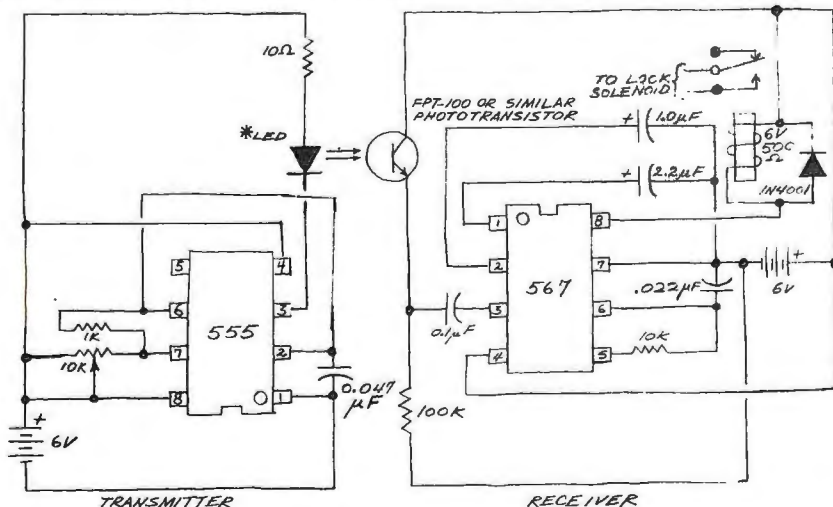 10Ω
*LED
FPT-100 OR SIMILAR
PHOTOTRANSISTOR
+
1.0µF
TO LOCK
SOLENOID
6V
500
Ω
1N4001
+
2.2µF
5
4
6
3
7
2
8
1
555
1K
10K
0.047
µF
+
6V
TRANSMITTER
1
8
2
7
3
6
4
5
567
0.1µF
100K
10K
.022µF
+
6V
RECEIVER